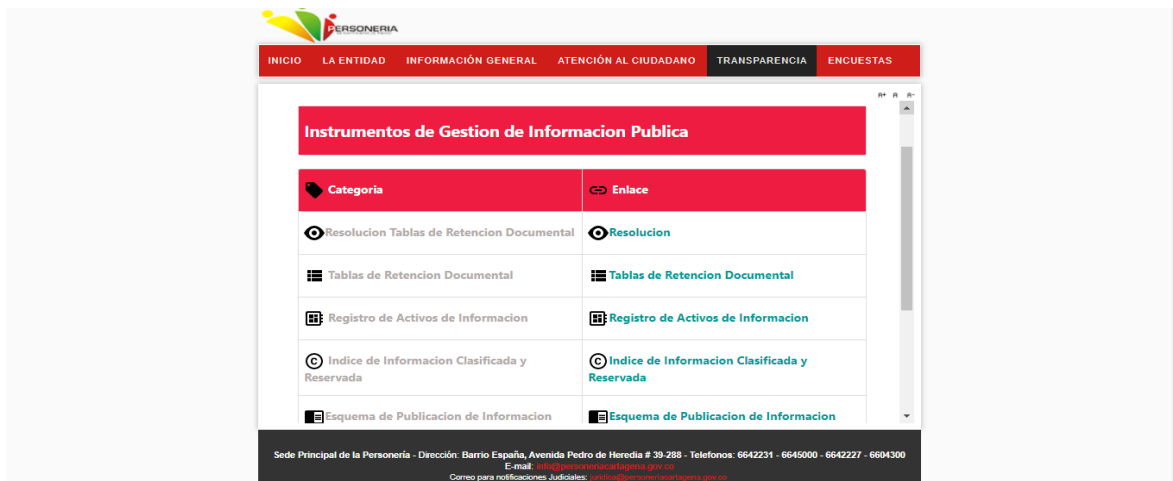 PERSONERIA
INICIO LA ENTIDAD INFORMACIÓN GENERAL ATENCIÓN AL CIUDADANO TRANSPARENCIA ENCUESTAS
A+ A A-
Instrumentos de Gestion de Informacion Publica
Categoria Enlace
Resolucion Tablas de Retencion Documental Resolucion
Tablas de Retencion Documental Tablas de Retencion Documental
Registro de Activos de Informacion Registro de Activos de Informacion
Indice de Informacion Clasificada y Indice de Informacion Clasificada y
Reservada Reservada
Esquema de Publicacion de Informacion Esquema de Publicacion de Informacion
Sede Principal de la Personería - Dirección: Barrio España, Avenida Pedro de Heredia # 39-288 - Telefonos: 6642231 - 6645000 - 6642227 - 6604300
E-mail: info@personeriacartagena.gov.co
Correo para notificaciones Judiciales: juridica@personeriacartagena.gov.co